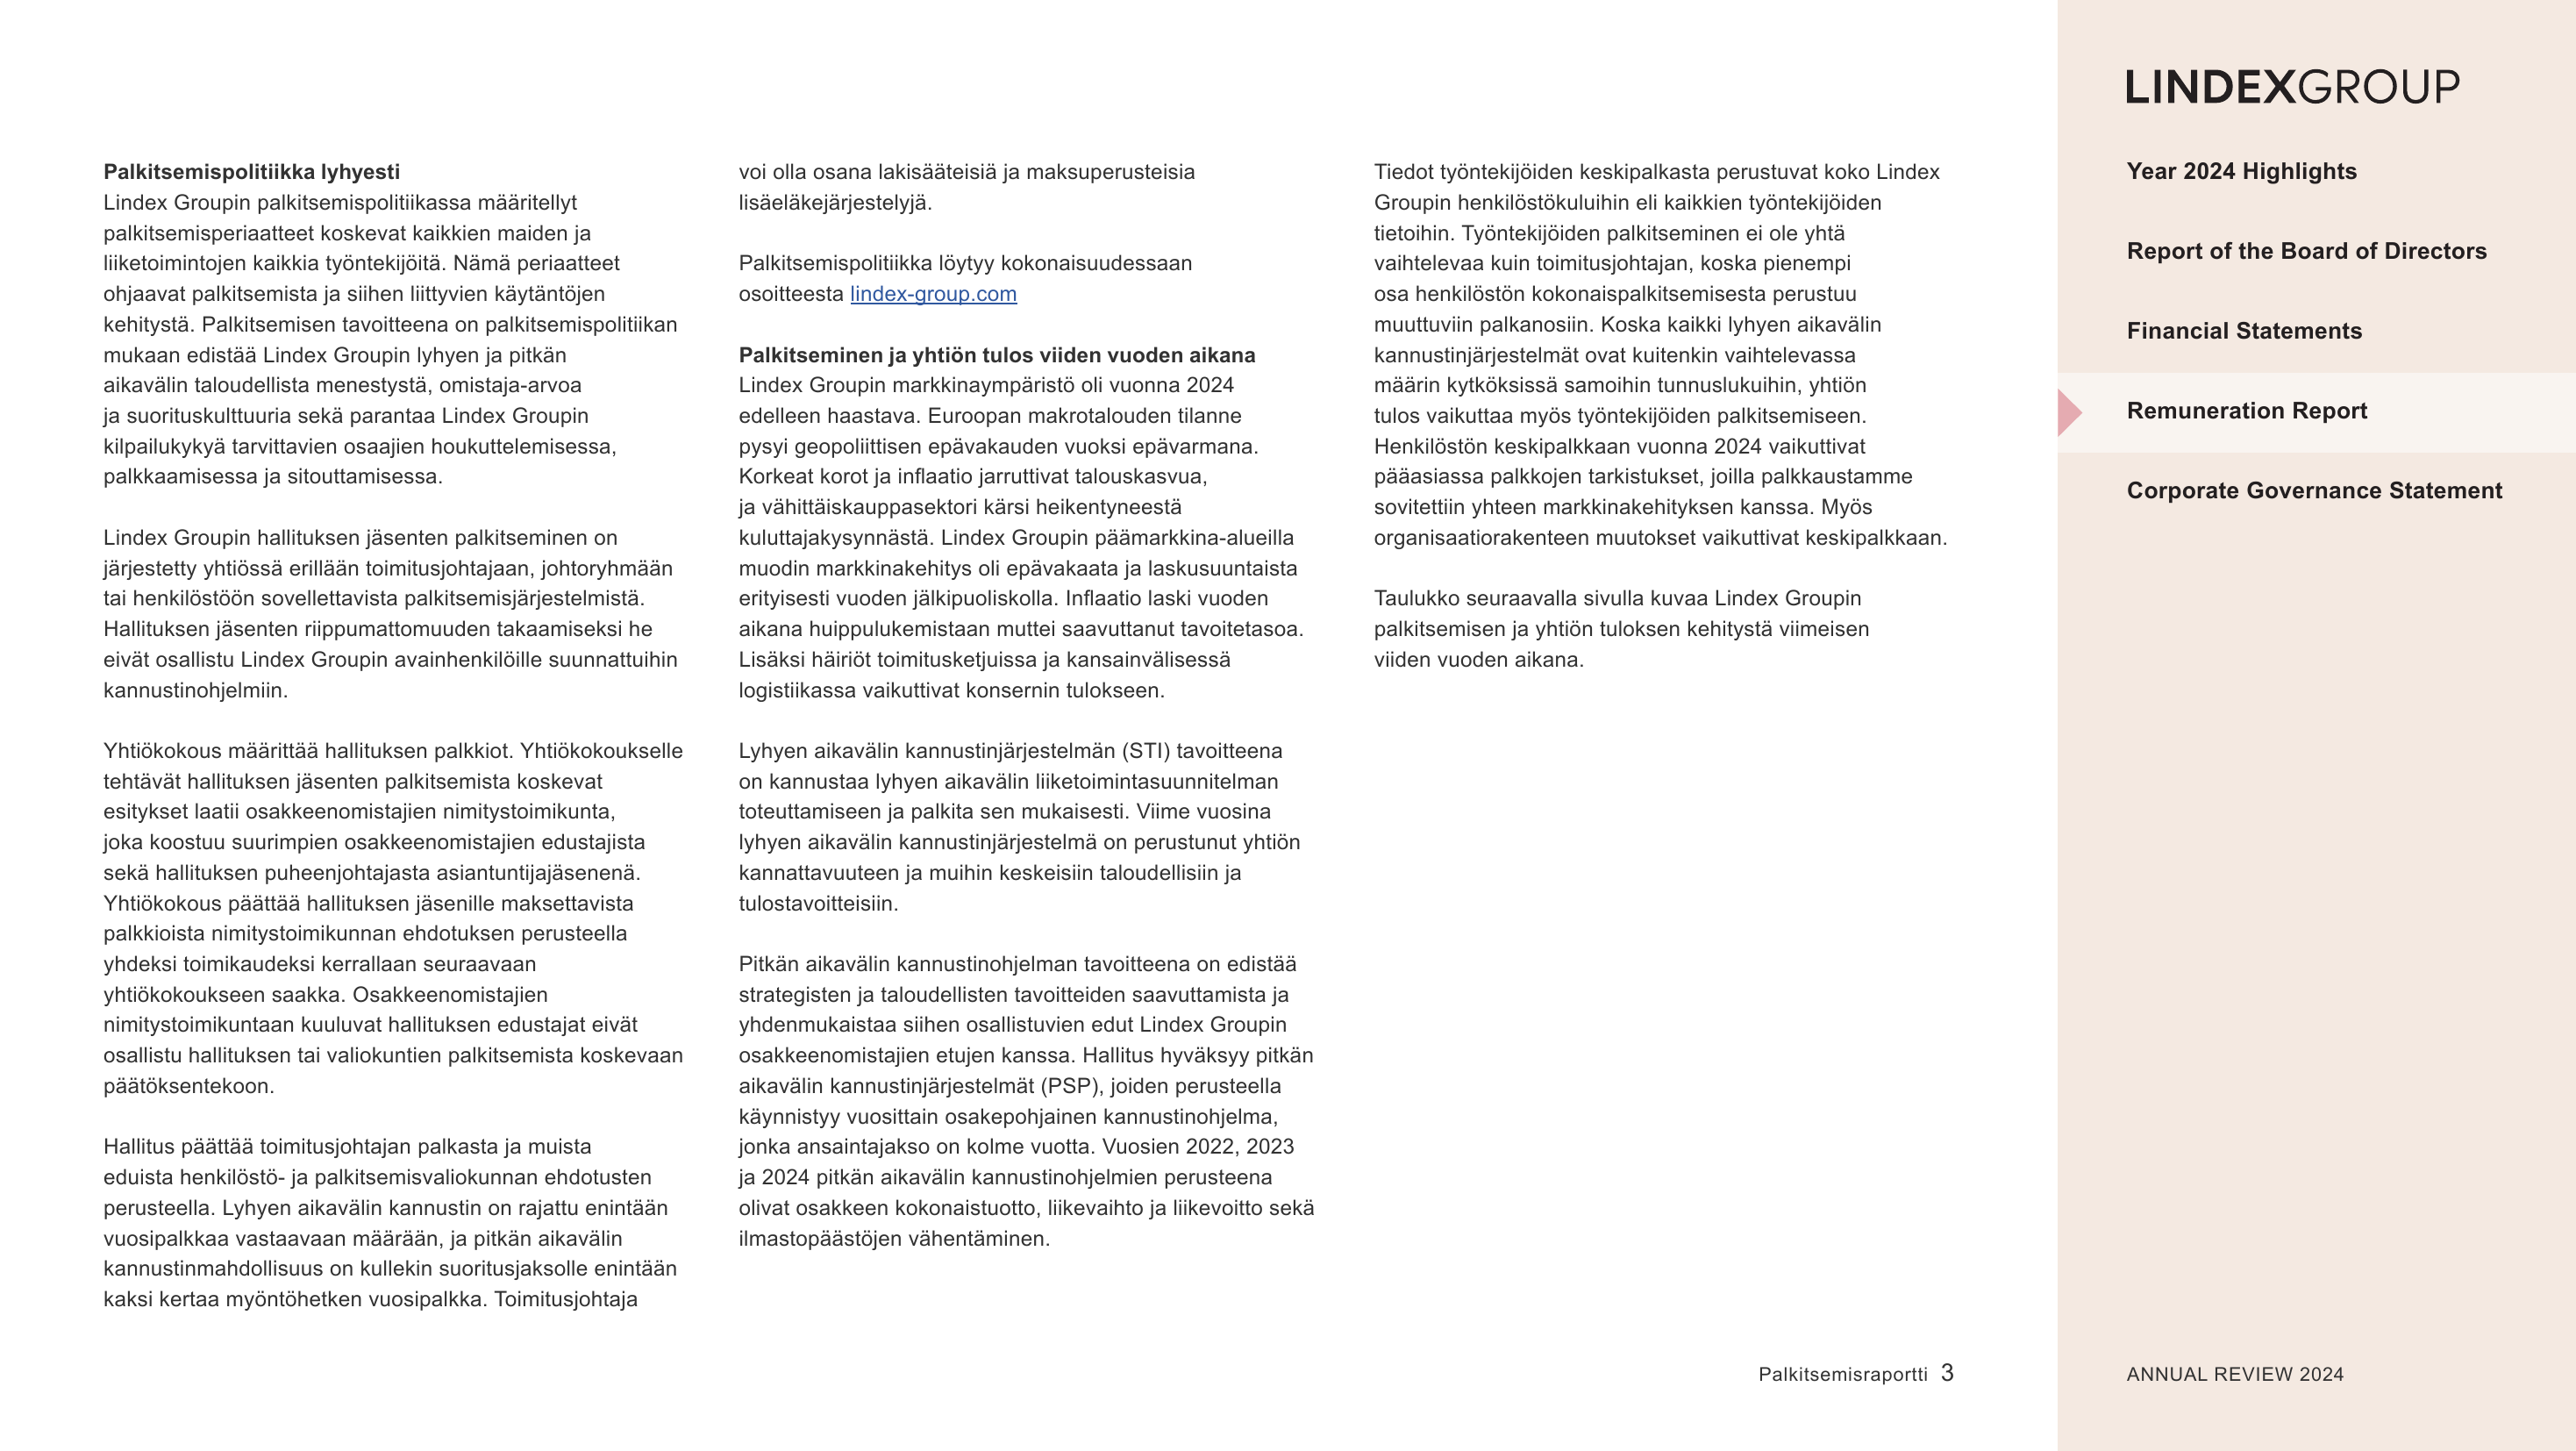 Palkitsemispolitiikka lyhyesti
Lindex Groupin palkitsemispolitiikassa määritellyt
palkitsemisperiaatteet koskevat kaikkien maiden ja
liiketoimintojen kaikkia työntekijöitä. Nämä periaatteet
ohjaavat palkitsemista ja siihen liittyvien käytäntöjen
kehitystä. Palkitsemisen tavoitteena on palkitsemispolitiikan
mukaan edistää Lindex Groupin lyhyen ja pitkän
aikavälin taloudellista menestystä, omistaja-arvoa
ja suorituskulttuuria sekä parantaa Lindex Groupin
kilpailukykyä tarvittavien osaajien houkuttelemisessa,
palkkaamisessa ja sitouttamisessa.
Lindex Groupin hallituksen jäsenten palkitseminen on
järjestetty yhtiössä erillään toimitusjohtajaan, johtoryhmään
tai henkilöstöön sovellettavista palkitsemisjärjestelmistä.
Hallituksen jäsenten riippumattomuuden takaamiseksi he
eivät osallistu Lindex Groupin avainhenkilöille suunnattuihin
kannustinohjelmiin.
Yhtiökokous määrittää hallituksen palkkiot. Yhtiökokoukselle
tehtävät hallituksen jäsenten palkitsemista koskevat
esitykset laatii osakkeenomistajien nimitystoimikunta,
joka koostuu suurimpien osakkeenomistajien edustajista
sekä hallituksen puheenjohtajasta asiantuntijajäsenenä.
Yhtiökokous päättää hallituksen jäsenille maksettavista
palkkioista nimitystoimikunnan ehdotuksen perusteella
yhdeksi toimikaudeksi kerrallaan seuraavaan
yhtiökokoukseen saakka. Osakkeenomistajien
nimitystoimikuntaan kuuluvat hallituksen edustajat eivät
osallistu hallituksen tai valiokuntien palkitsemista koskevaan
päätöksentekoon.
Hallitus päättää toimitusjohtajan palkasta ja muista
eduista henkilöstö- ja palkitsemisvaliokunnan ehdotusten
perusteella. Lyhyen aikavälin kannustin on rajattu enintään
vuosipalkkaa vastaavaan määrään, ja pitkän aikavälin
kannustinmahdollisuus on kullekin suoritusjaksolle enintään
kaksi kertaa myöntöhetken vuosipalkka. Toimitusjohtaja
voi olla osana lakisääteisiä ja maksuperusteisia
lisäeläkejärjestelyjä.
Palkitsemispolitiikka löytyy kokonaisuudessaan
osoitteesta lindex-group.com
Palkitseminen ja yhtiön tulos viiden vuoden aikana
Lindex Groupin markkinaympäristö oli vuonna 2024
edelleen haastava. Euroopan makrotalouden tilanne
pysyi geopoliittisen epävakauden vuoksi epävarmana.
Korkeat korot ja inflaatio jarruttivat talouskasvua,
ja vähittäiskauppasektori kärsi heikentyneestä
kuluttajakysynnästä. Lindex Groupin päämarkkina-alueilla
muodin markkinakehitys oli epävakaata ja laskusuuntaista
erityisesti vuoden jälkipuoliskolla. Inflaatio laski vuoden
aikana huippulukemistaan muttei saavuttanut tavoitetasoa.
Lisäksi häiriöt toimitusketjuissa ja kansainvälisessä
logistiikassa vaikuttivat konsernin tulokseen.
Lyhyen aikavälin kannustinjärjestelmän (STI) tavoitteena
on kannustaa lyhyen aikavälin liiketoimintasuunnitelman
toteuttamiseen ja palkita sen mukaisesti. Viime vuosina
lyhyen aikavälin kannustinjärjestelmä on perustunut yhtiön
kannattavuuteen ja muihin keskeisiin taloudellisiin ja
tulostavoitteisiin.
Pitkän aikavälin kannustinohjelman tavoitteena on edistää
strategisten ja taloudellisten tavoitteiden saavuttamista ja
yhdenmukaistaa siihen osallistuvien edut Lindex Groupin
osakkeenomistajien etujen kanssa. Hallitus hyväksyy pitkän
aikavälin kannustinjärjestelmät (PSP), joiden perusteella
käynnistyy vuosittain osakepohjainen kannustinohjelma,
jonka ansaintajakso on kolme vuotta. Vuosien 2022, 2023
ja 2024 pitkän aikavälin kannustinohjelmien perusteena
olivat osakkeen kokonaistuotto, liikevaihto ja liikevoitto sekä
ilmastopäästöjen vähentäminen.
Tiedot työntekijöiden keskipalkasta perustuvat koko Lindex
Groupin henkilöstökuluihin eli kaikkien työntekijöiden
tietoihin. Työntekijöiden palkitseminen ei ole yhtä
vaihtelevaa kuin toimitusjohtajan, koska pienempi
osa henkilöstön kokonaispalkitsemisesta perustuu
muuttuviin palkanosiin. Koska kaikki lyhyen aikavälin
kannustinjärjestelmät ovat kuitenkin vaihtelevassa
määrin kytköksissä samoihin tunnuslukuihin, yhtiön
tulos vaikuttaa myös työntekijöiden palkitsemiseen.
Henkilöstön keskipalkkaan vuonna 2024 vaikuttivat
pääasiassa palkkojen tarkistukset, joilla palkkaustamme
sovitettiin yhteen markkinakehityksen kanssa. Myös
organisaatiorakenteen muutokset vaikuttivat keskipalkkaan.
Taulukko seuraavalla sivulla kuvaa Lindex Groupin
palkitsemisen ja yhtiön tuloksen kehitystä viimeisen
viiden vuoden aikana.
Palkitsemisraportti 3
LINDEXGROUP
Year 2024 Highlights
Report of the Board of Directors
Financial Statements
Remuneration Report
Corporate Governance Statement
ANNUAL REVIEW 2024